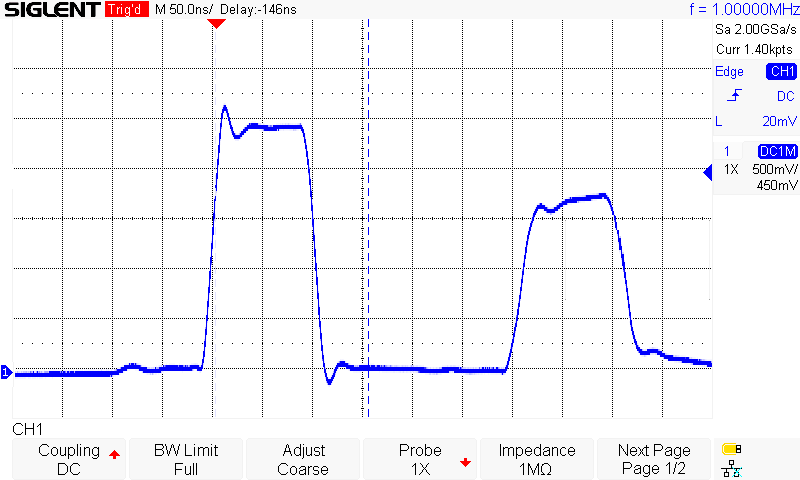 SIGLENT Trig'd M 50.0ns/ Delay:-146ns f = 1.00000MHz
Sa 2.00GSa/s
Curr 1.40kpts
Edge CH1
DC
L 20mV
1 DC1M
1X 500mV/
450mV
1
CH1
Coupling
DC
BW Limit
Full
Adjust
Coarse
Probe
1X
Impedance
1MΩ
Next Page
Page 1/2